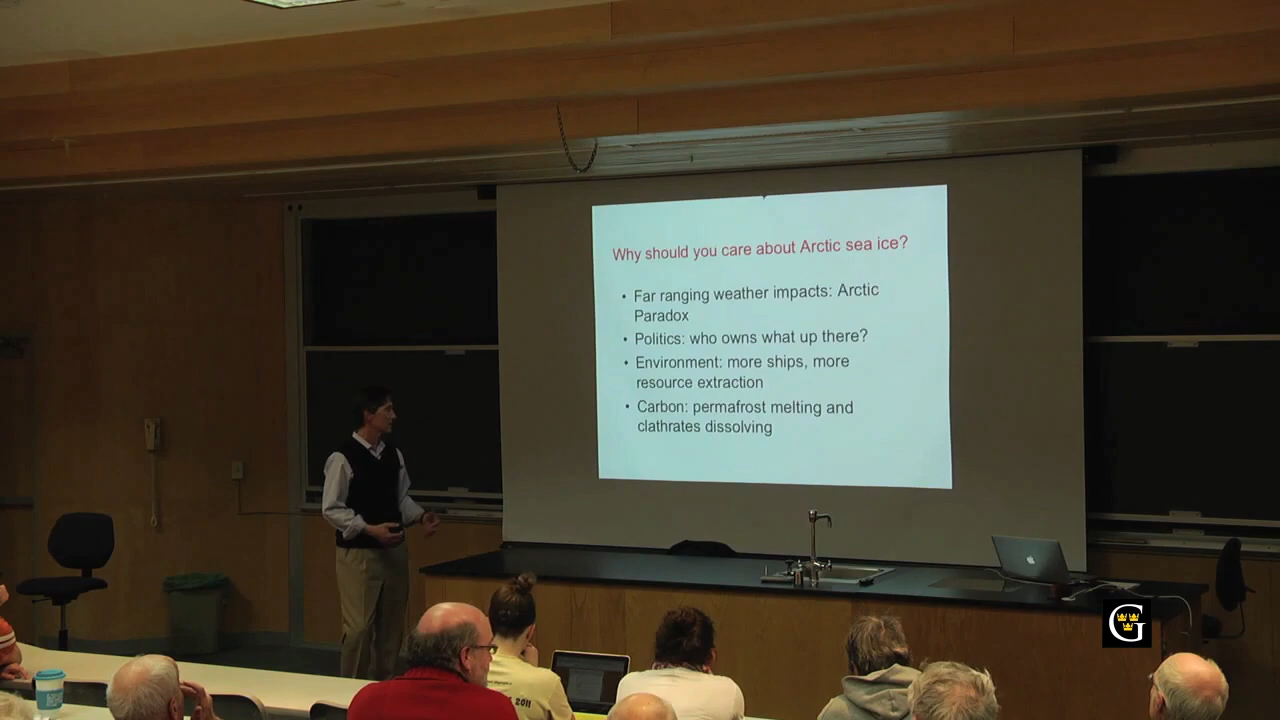 Why should you care about Arctic sea ice?
• Far ranging weather impacts: Arctic
Paradox
• Politics: who owns what up there?
• Environment: more ships, more
resource extraction
• Carbon: permafrost melting and
clathrates dissolving
2011
G